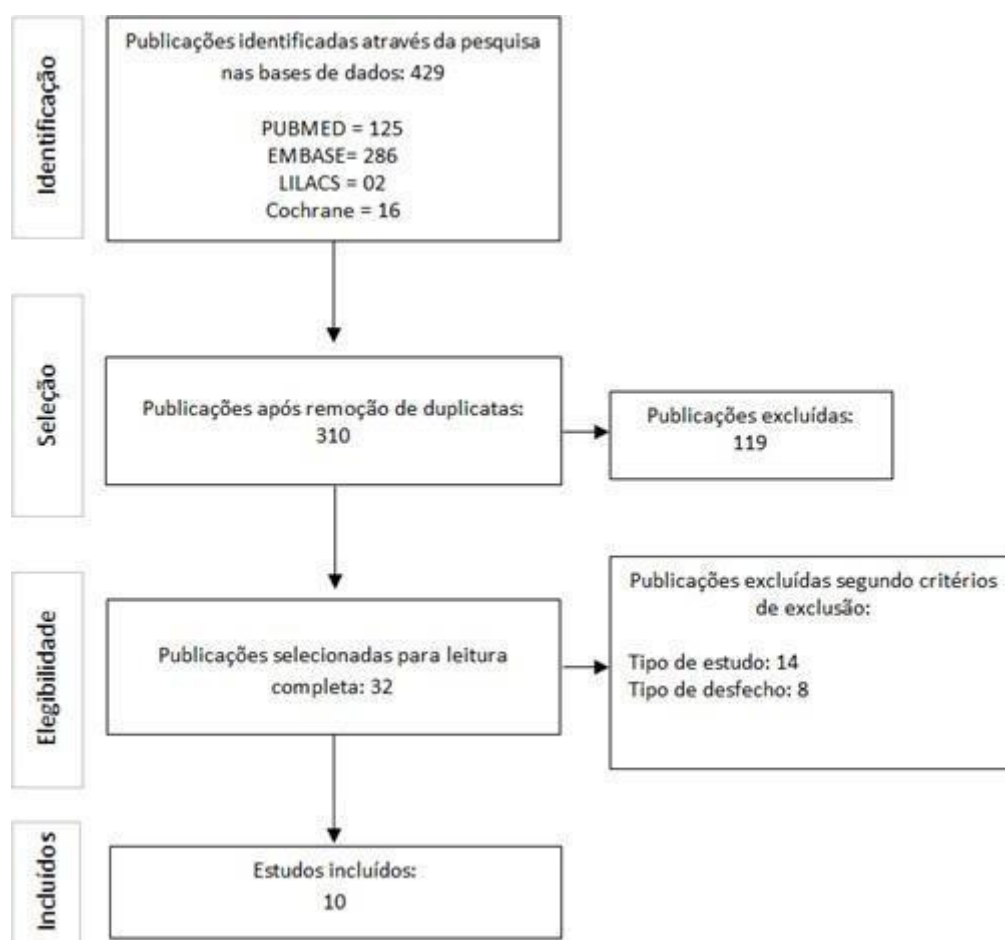 Identificação
Publicações identificadas através da pesquisa
nas bases de dados: 429
PUBMED = 125
EMBASE= 286
LILACS = 02
Cochrane = 16
Seleção
Publicações após remoção de duplicatas:
310
Publicações excluídas:
119
Elegibilidade
Publicações selecionadas para leitura
completa: 32
Publicações excluídas segundo critérios
de exclusão:
Tipo de estudo: 14
Tipo de desfecho: 8
Incluídos
Estudos incluídos:
10